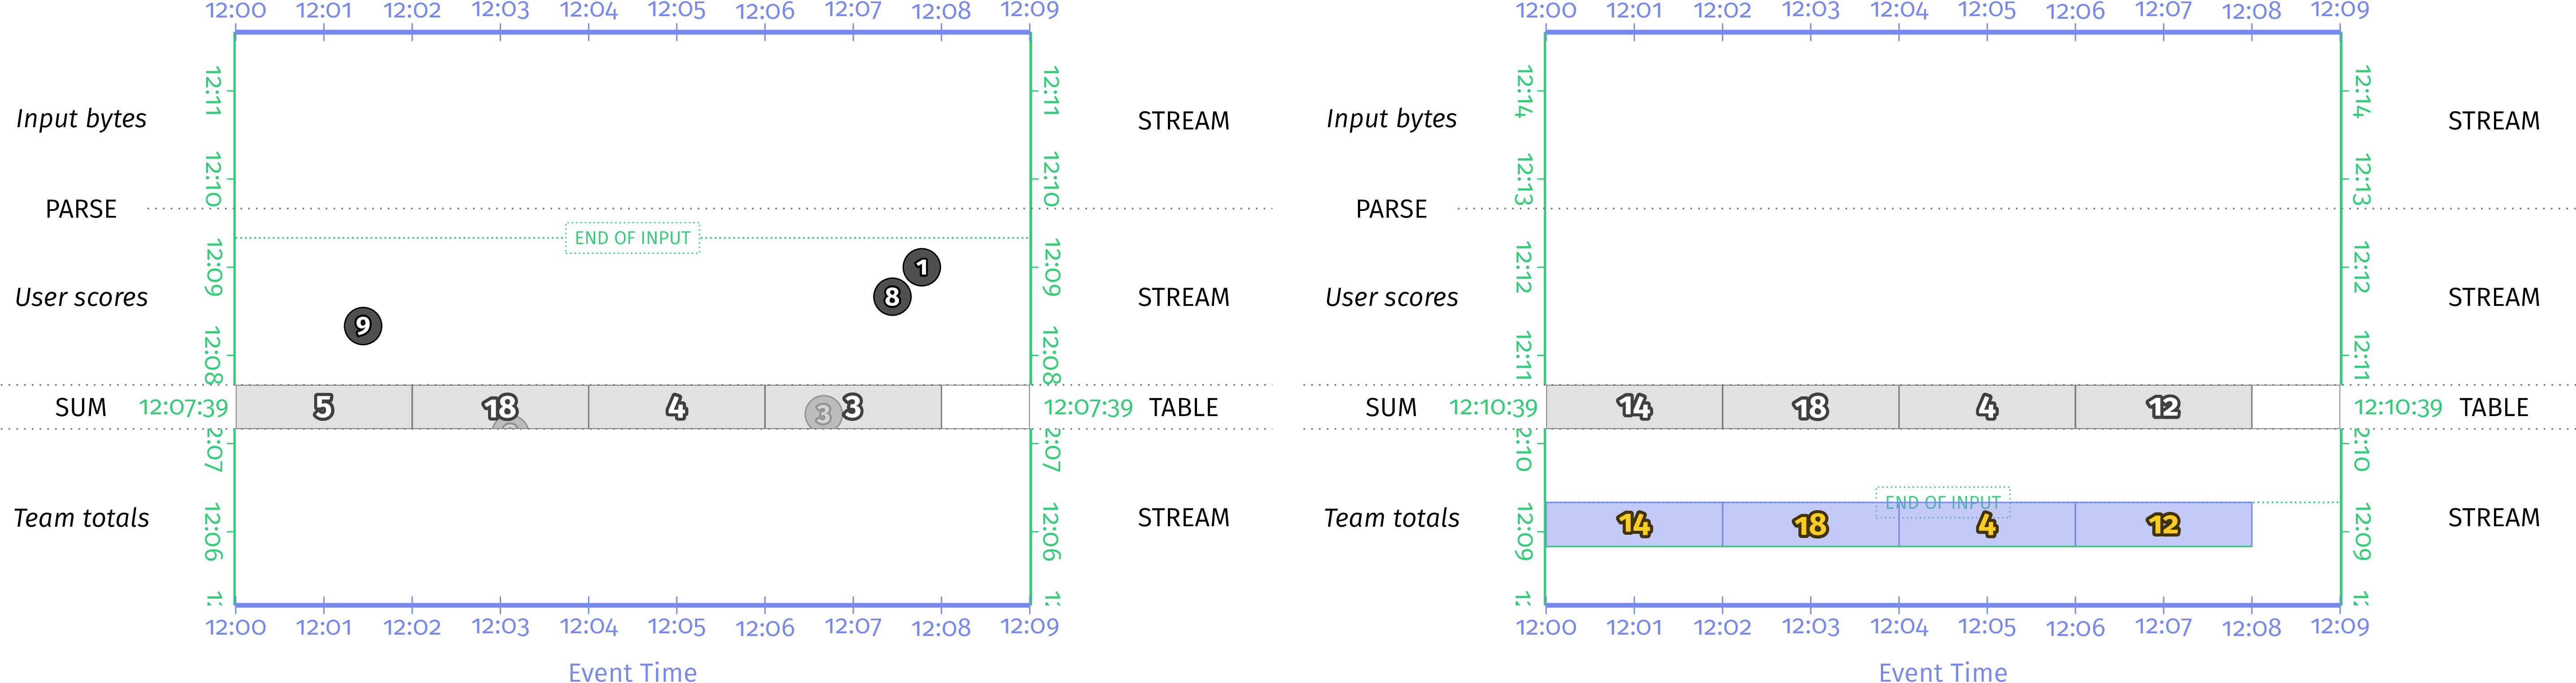 12:00 12:01 12:02 12:03 12:04 12:05 12:06 12:07 12:08 12:09
12:11 12:11
Input bytes STREAM
12:10 12:10
PARSE
END OF INPUT
12:09 1 12:09
User scores 8 STREAM
9
12:08 12:08
SUM 12:07:39 5 18 4 3 3 12:07:39 TABLE
2:07 2:07
Team totals STREAM
12:06 12:06
1: 1:
12:00 12:01 12:02 12:03 12:04 12:05 12:06 12:07 12:08 12:09
Event Time
12:00 12:01 12:02 12:03 12:04 12:05 12:06 12:07 12:08 12:09
12:14 12:14
Input bytes STREAM
12:13 12:13
PARSE
12:12 12:12
User scores STREAM
12:11 12:11
SUM 12:10:39 14 18 4 12 12:10:39 TABLE
2:10 2:10
END OF INPUT
Team totals 14 18 4 12 STREAM
12:09 12:09
1: 1:
12:00 12:01 12:02 12:03 12:04 12:05 12:06 12:07 12:08 12:09
Event Time